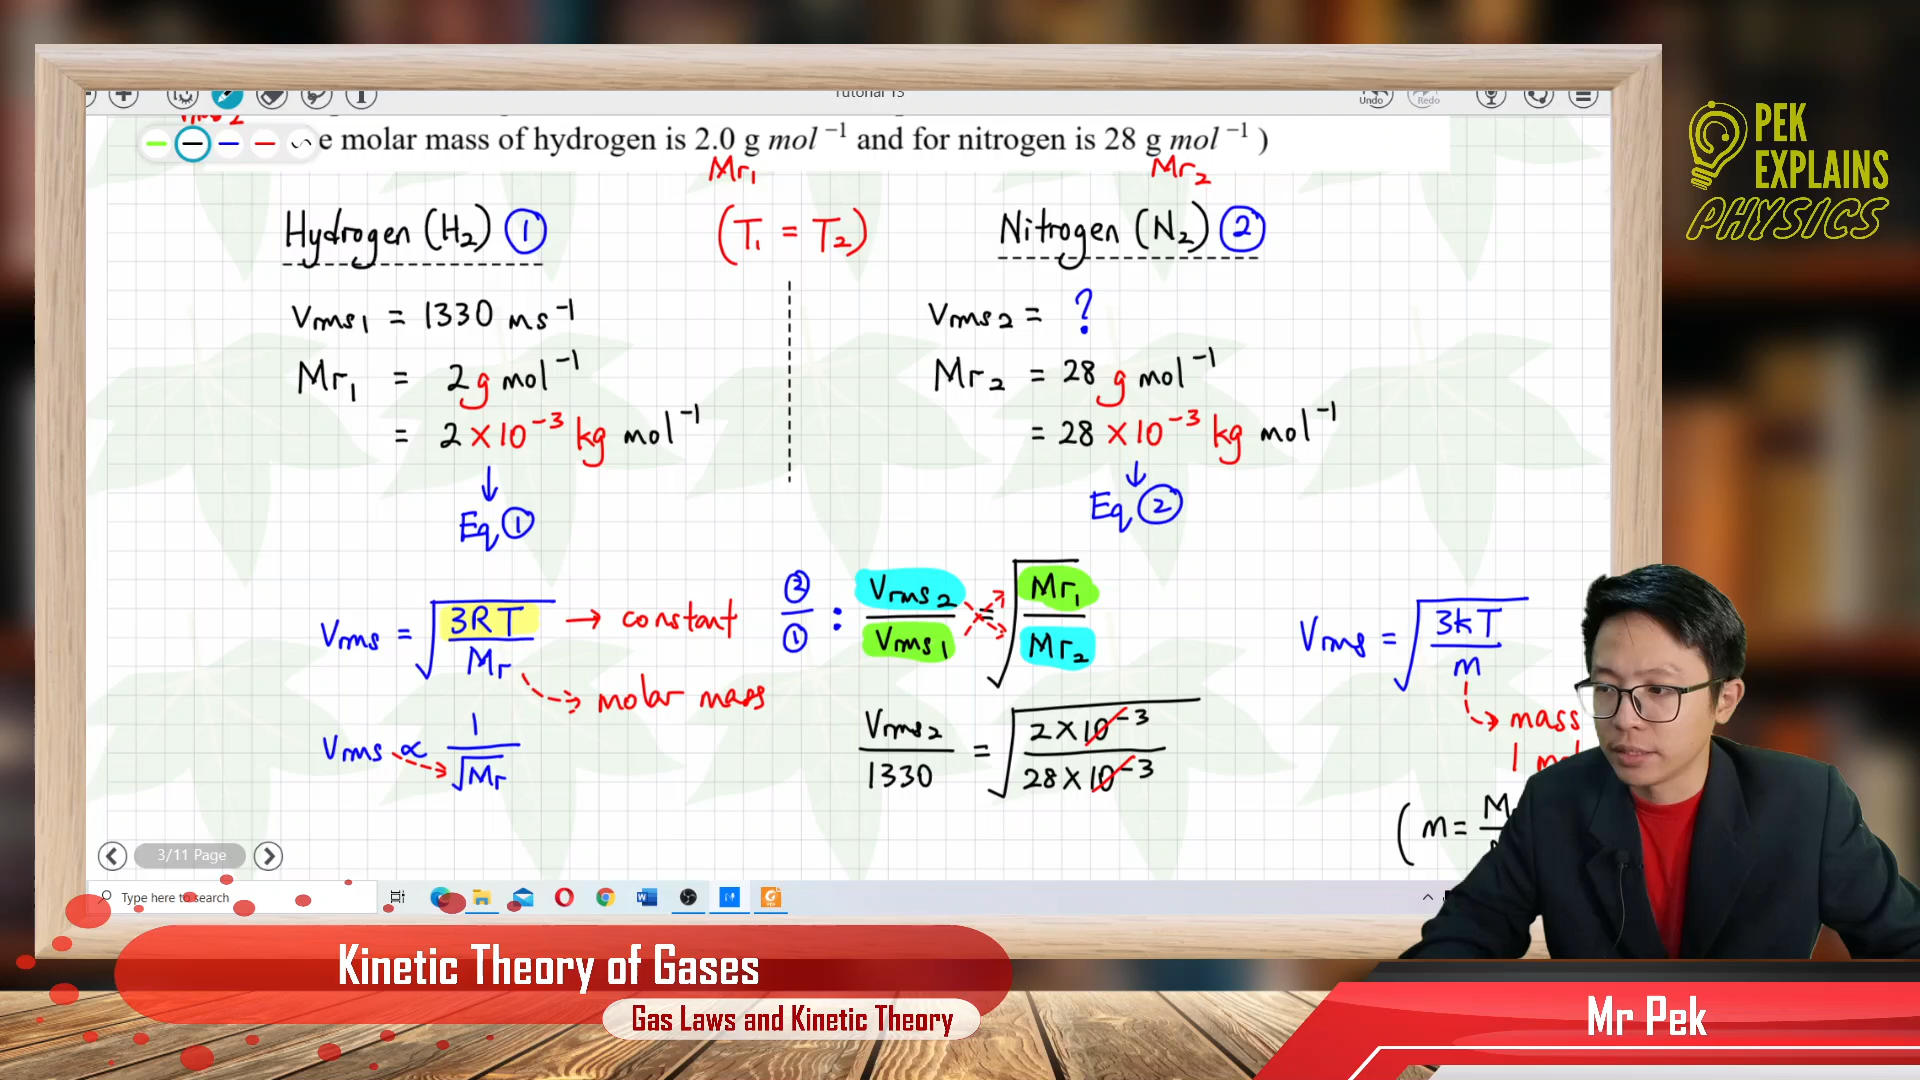 Tutorial 13
Undo
Redo
e molar mass of hydrogen is 2.0 g mol ⁻¹ and for nitrogen is 28 g mol ⁻¹ )
Mr₁
Mr₂
Hydrogen (H₂) ①
(T₁ = T₂)
Nitrogen (N₂) ②
Vrms₁ = 1330 ms⁻¹
Vrms₂ = ?
Mr₁ = 2 g mol⁻¹
Mr₂ = 28 g mol⁻¹
= 2 × 10⁻³ kg mol⁻¹
= 28 × 10⁻³ kg mol⁻¹
↓
↓
Eq ①
Eq ②
Vrms = √(3RT/Mr) → constant
molar mass
②/① : Vrms₂/Vrms₁ = √(Mr₁/Mr₂)
Vrms = √(3kT/m)
mass
1
Vrms ∝ 1/√Mr
Vrms₂/1330 = √(2×10⁻³/28×10⁻³)
(m =
3/11 Page
Type here to search
PEK
EXPLAINS
PHYSICS
Kinetic Theory of Gases
Gas Laws and Kinetic Theory
Mr Pek